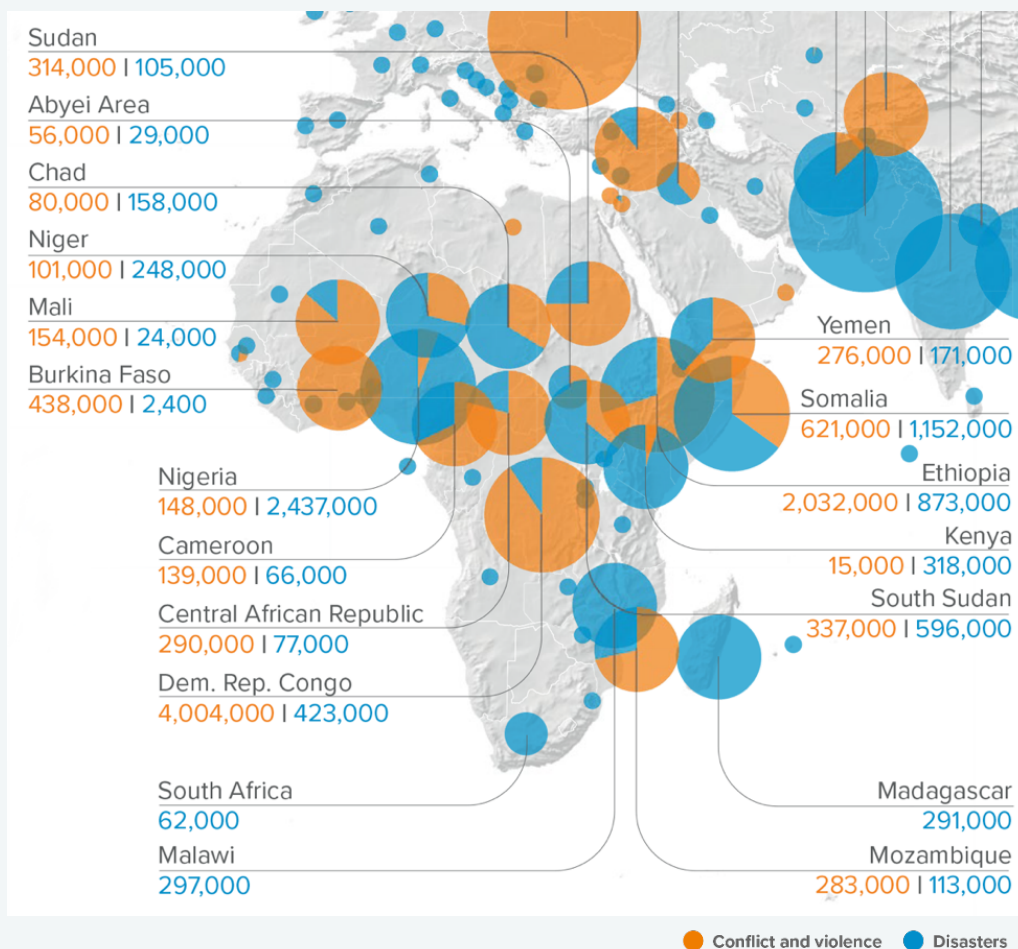 Sudan
314,000 | 105,000
Abyei Area
56,000 | 29,000
Chad
80,000 | 158,000
Niger
101,000 | 248,000
Mali
154,000 | 24,000
Burkina Faso
438,000 | 2,400
Nigeria
148,000 | 2,437,000
Cameroon
139,000 | 66,000
Central African Republic
290,000 | 77,000
Dem. Rep. Congo
4,004,000 | 423,000
South Africa
62,000
Malawi
297,000
Yemen
276,000 | 171,000
Somalia
621,000 | 1,152,000
Ethiopia
2,032,000 | 873,000
Kenya
15,000 | 318,000
South Sudan
337,000 | 596,000
Madagascar
291,000
Mozambique
283,000 | 113,000
Conflict and violence Disasters